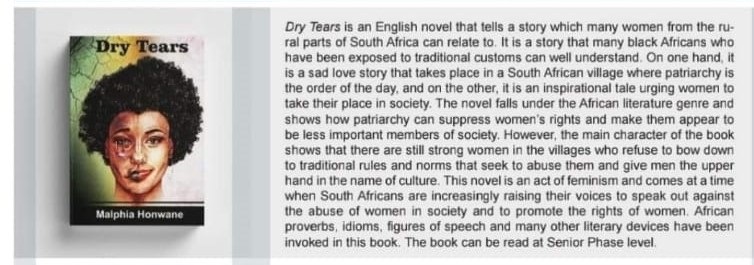 Dry Tears
Malphia Honwane
Dry Tears is an English novel that tells a story which many women from the ru-
ral parts of South Africa can relate to. It is a story that many black Africans who
have been exposed to traditional customs can well understand. On one hand, it
is a sad love story that takes place in a South African village where patriarchy is
the order of the day, and on the other, it is an inspirational tale urging women to
take their place in society. The novel falls under the African literature genre and
shows how patriarchy can suppress women's rights and make them appear to
be less important members of society. However, the main character of the book
shows that there are still strong women in the villages who refuse to bow down
to traditional rules and norms that seek to abuse them and give men the upper
hand in the name of culture. This novel is an act of feminism and comes at a time
when South Africans are increasingly raising their voices to speak out against
the abuse of women in society and to promote the rights of women. African
proverbs, idioms, figures of speech and many other literary devices have been
invoked in this book. The book can be read at Senior Phase level.